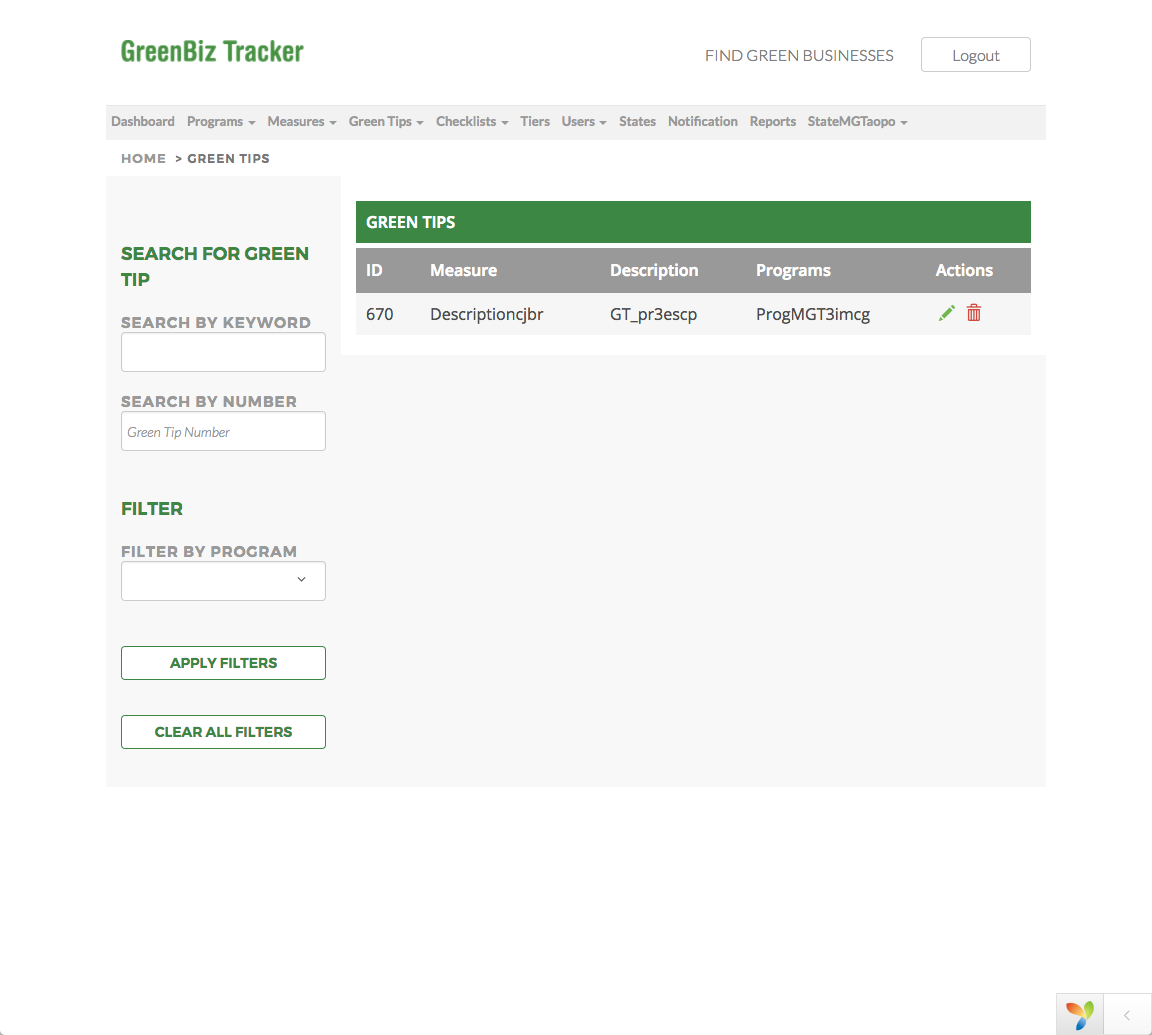 GreenBiz Tracker
FIND GREEN BUSINESSES
Logout
Dashboard Programs Measures Green Tips Checklists Tiers Users States Notification Reports StateMGTaopo
HOME > GREEN TIPS
SEARCH FOR GREEN
TIP
SEARCH BY KEYWORD
SEARCH BY NUMBER
Green Tip Number
FILTER
FILTER BY PROGRAM
APPLY FILTERS
CLEAR ALL FILTERS
GREEN TIPS
ID Measure Description Programs Actions
670 Descriptioncjbr GT_pr3escp ProgMGT3imcg